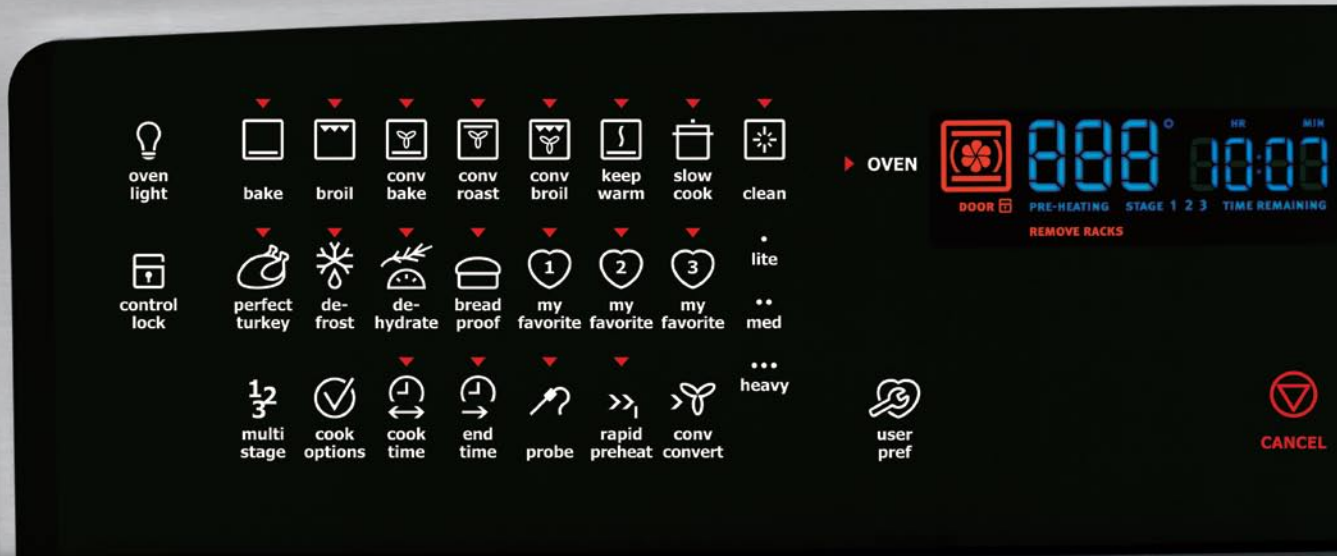 oven
light
bake
broil
conv
bake
conv
roast
conv
broil
keep
warm
slow
cook
clean
OVEN
888°
HR
MIN
10:07
DOOR
PRE-HEATING
STAGE 1 2 3
TIME REMAINING
REMOVE RACKS
control
lock
perfect
turkey
de-
frost
de-
hydrate
bread
proof
1
my
favorite
2
my
favorite
3
my
favorite
lite
med
heavy
1
2
3
multi
stage
cook
options
cook
time
end
time
probe
rapid
preheat
conv
convert
user
pref
CANCEL